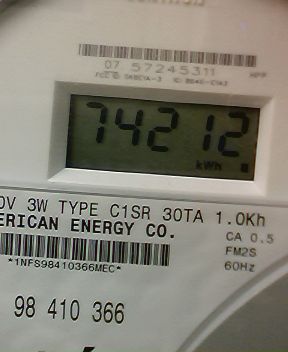 07 57245311
74212
kWh
0V 3W TYPE C1SR 30TA 1.0Kh
ERICAN ENERGY CO.
CA 0.5
FM2S
60Hz
*1NFS98410366MEC*
98 410 366